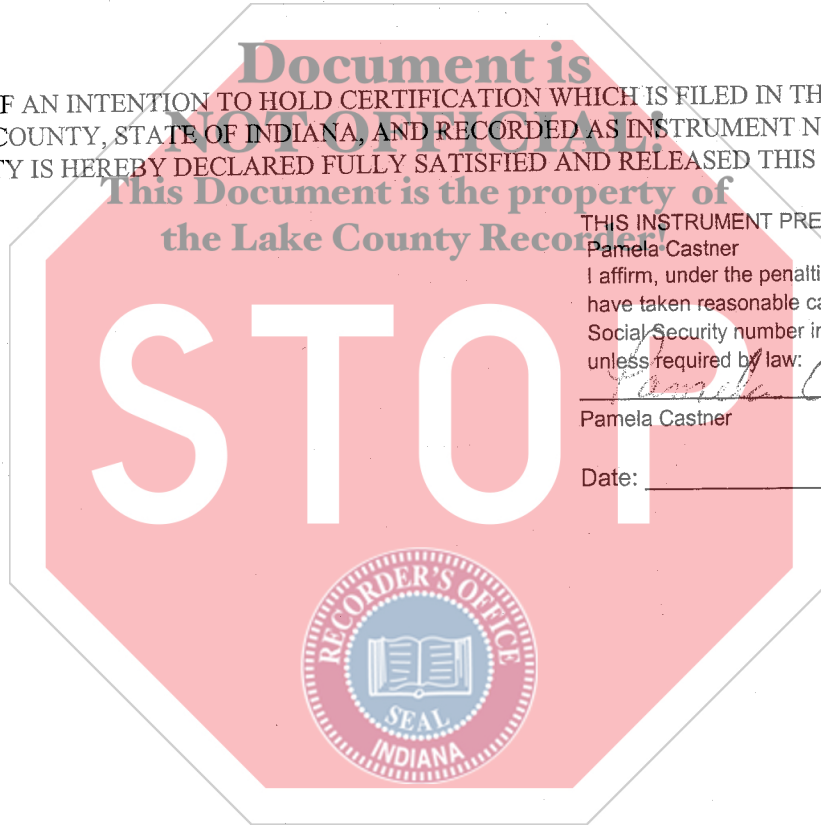 Document is
F AN INTENTION TO HOLD CERTIFICATION WHICH IS FILED IN TH
COUNTY, STATE OF INDIANA, AND RECORDED AS INSTRUMENT N
NOT OFFICIAL!
TY IS HEREBY DECLARED FULLY SATISFIED AND RELEASED THIS
This Document is the property of
the Lake County Recorder!
THIS INSTRUMENT PRE
Pamela Castner
I affirm, under the penalti
have taken reasonable ca
Social Security number in
unless required by law:
Pamela C
Pamela Castner
Date:
STOP
RECORDER'S OFFICE
SEAL
INDIANA